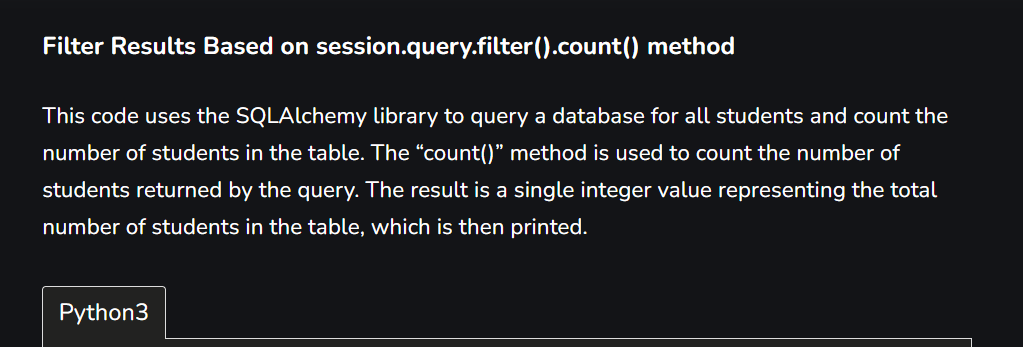 Filter Results Based on session.query.filter().count() method
This code uses the SQLAlchemy library to query a database for all students and count the
number of students in the table. The “count()” method is used to count the number of
students returned by the query. The result is a single integer value representing the total
number of students in the table, which is then printed.
Python3